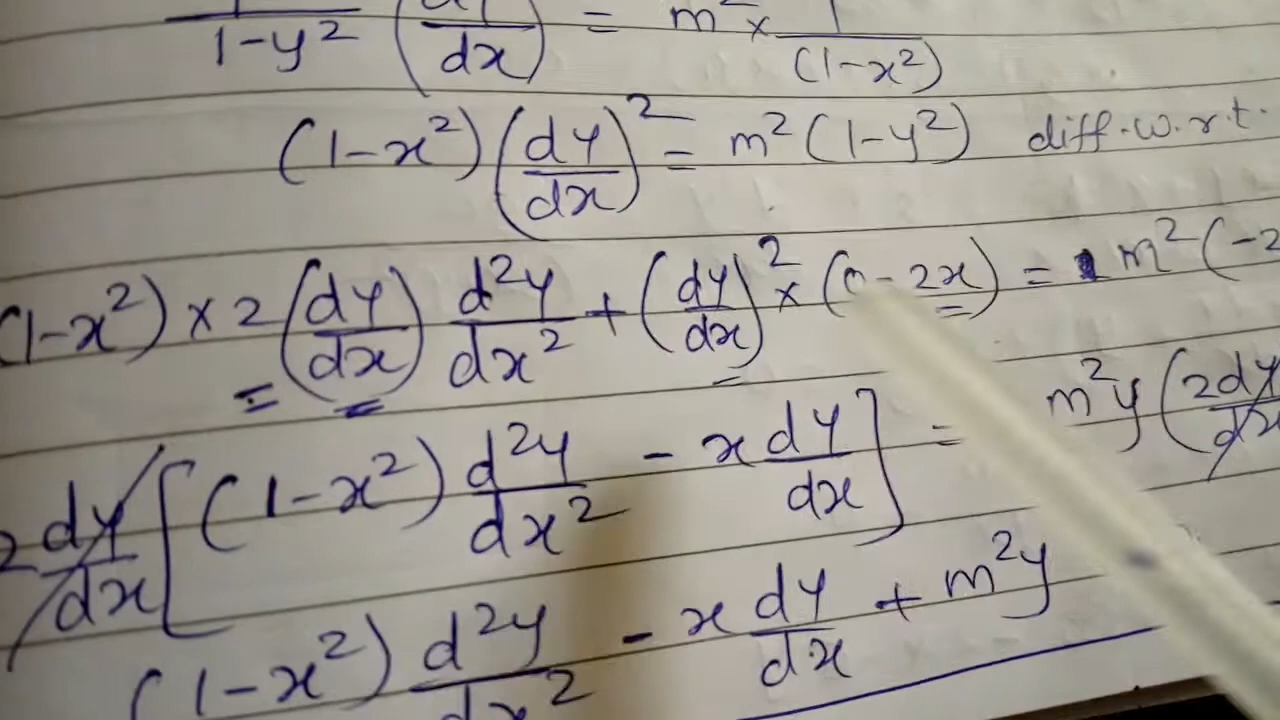 1/(1-y²) (dy/dx) = m² × 1/(1-x²)
(1-x²)(dy/dx)² = m²(1-y²) diff.w.r.t.
(1-x²) × 2(dy/dx) d²y/dx² + (dy/dx)² × (0-2x) = m²(-2
2dy/dx[(1-x²) d²y/dx² - x dy/dx] = m²y(2dy/dx
(1-x²) d²y/dx² - x dy/dx + m²y